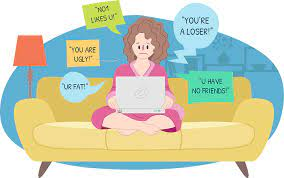 "NO1
LIKES U!"
"YOU'RE
A LOSER!"
"YOU ARE
UGLY!"
"UR FAT!"
"U HAVE
NO FRIENDS!"